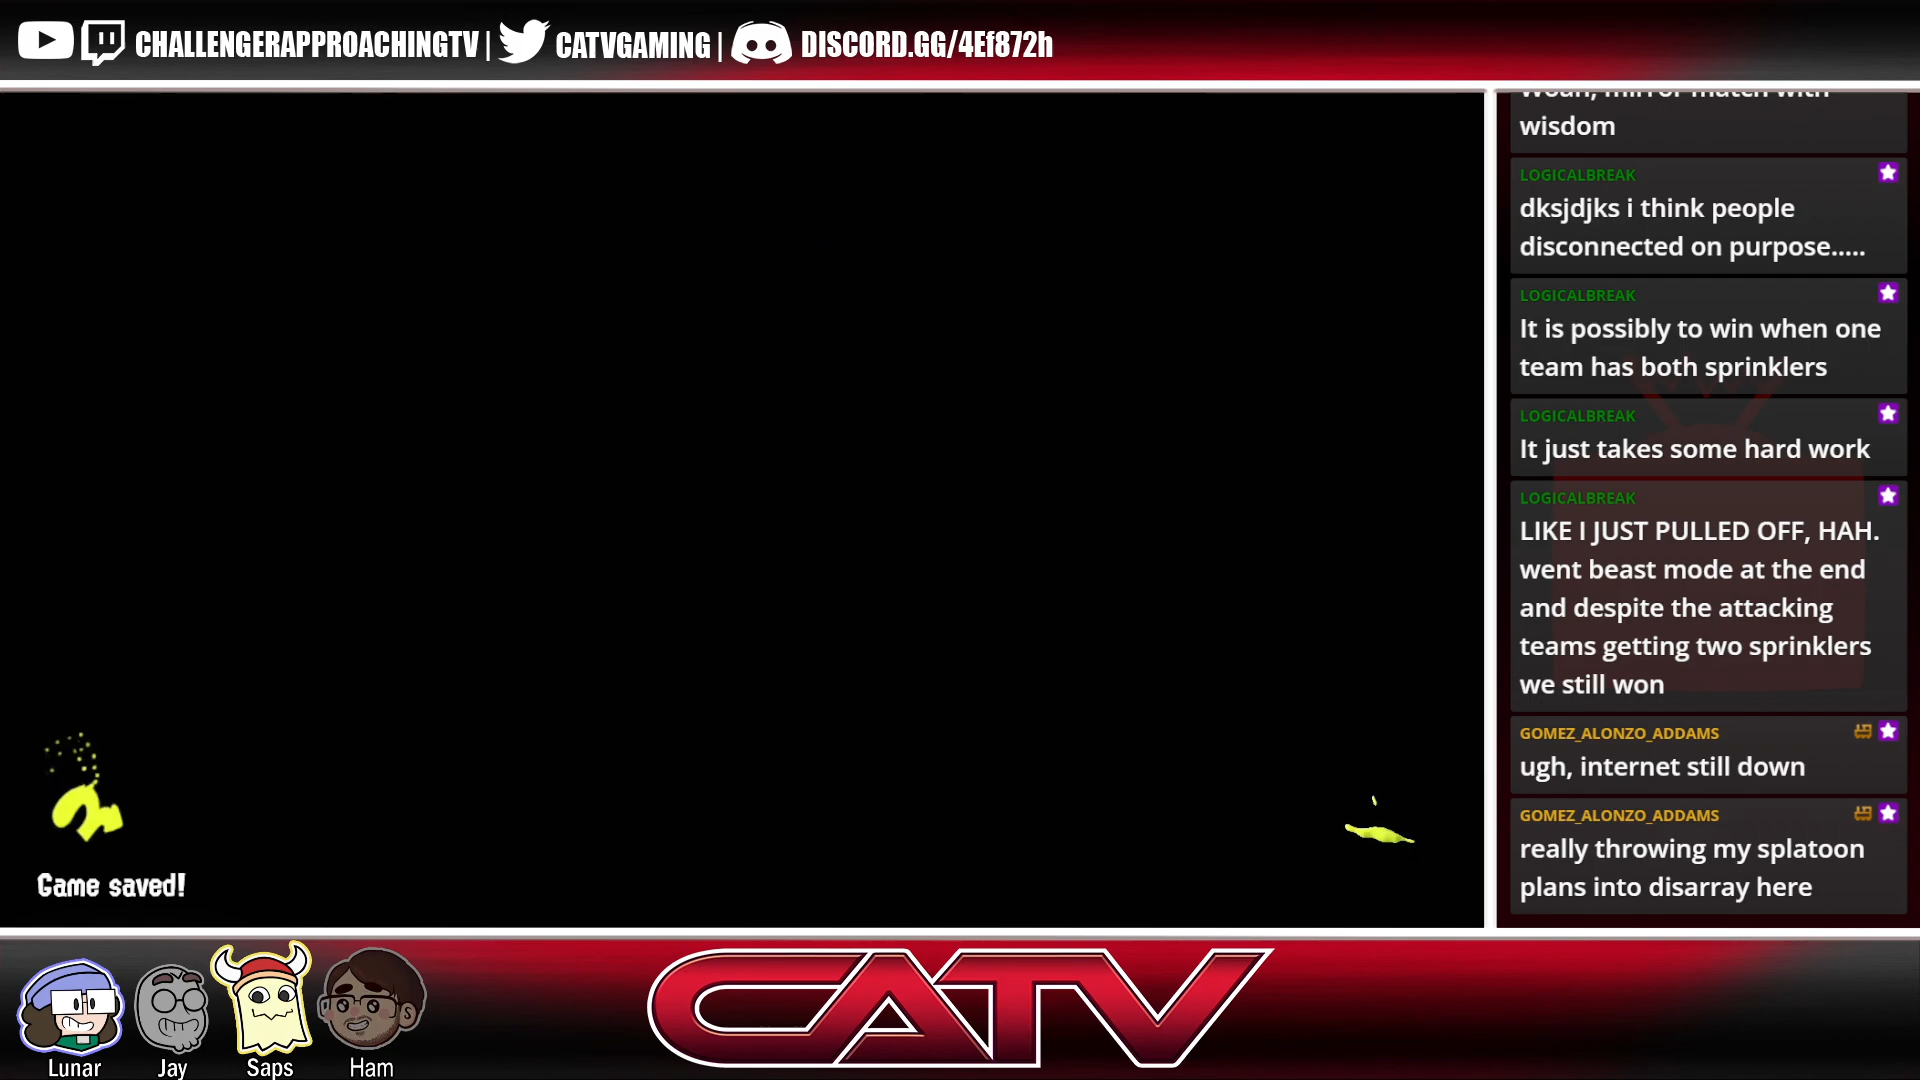 CHALLENGERAPPROACHINGTV | CATVGAMING | DISCORD.GG/4Ef872h
Woah, mirror match with
wisdom
LOGICALBREAK
dksjdjks i think people
disconnected on purpose.....
LOGICALBREAK
It is possibly to win when one
team has both sprinklers
LOGICALBREAK
It just takes some hard work
LOGICALBREAK
LIKE I JUST PULLED OFF, HAH.
went beast mode at the end
and despite the attacking
teams getting two sprinklers
we still won
GOMEZ_ALONZO_ADDAMS
ugh, internet still down
GOMEZ_ALONZO_ADDAMS
really throwing my splatoon
plans into disarray here
Game saved!
Lunar Jay Saps Ham
CATV